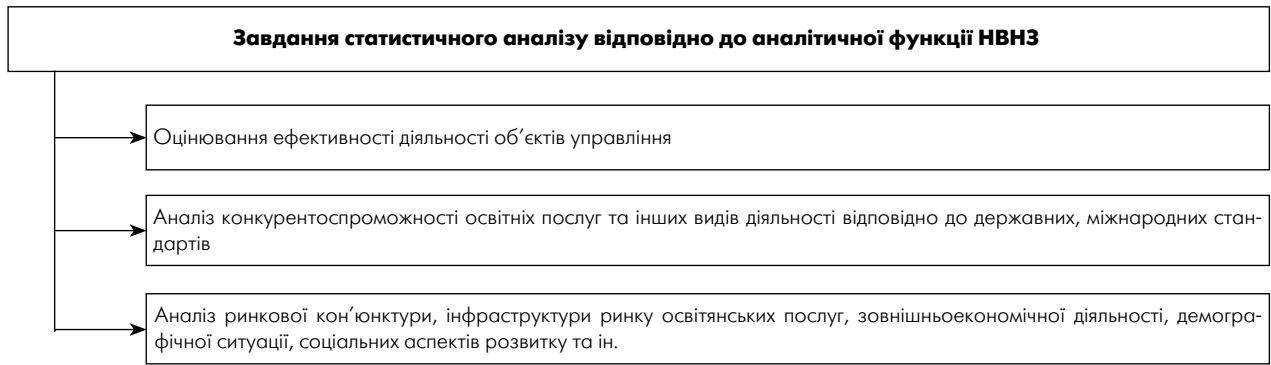 Завдання статистичного аналізу відповідно до аналітичної функції НВНЗ
Оцінювання ефективності діяльності об’єктів управління
Аналіз конкурентоспроможності освітніх послуг та інших видів діяльності відповідно до державних, міжнародних стан-
дартів
Аналіз ринкової кон’юнктури, інфраструктури ринку освітянських послуг, зовнішньоекономічної діяльності, демогра-
фічної ситуації, соціальних аспектів розвитку та ін.